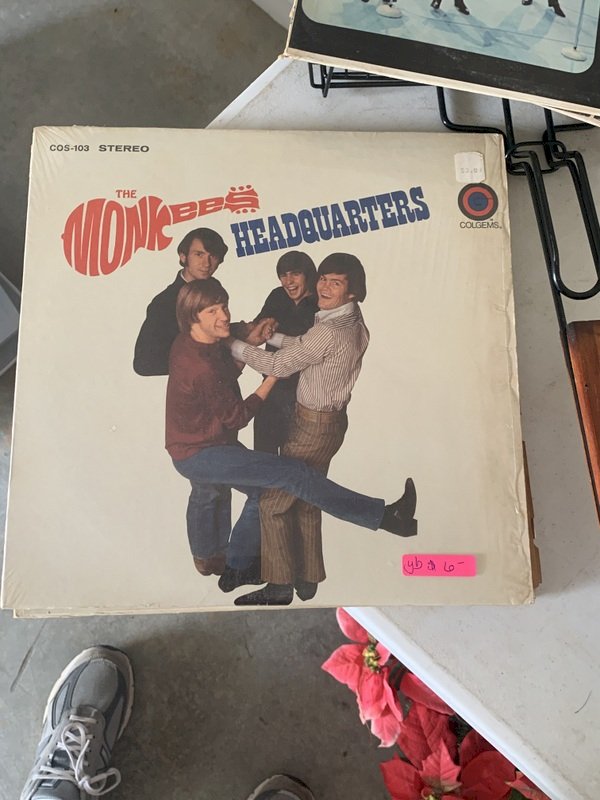 COS-103 STEREO
THE
MONKEES
HEADQUARTERS
COLGEMS
yb $ 6-